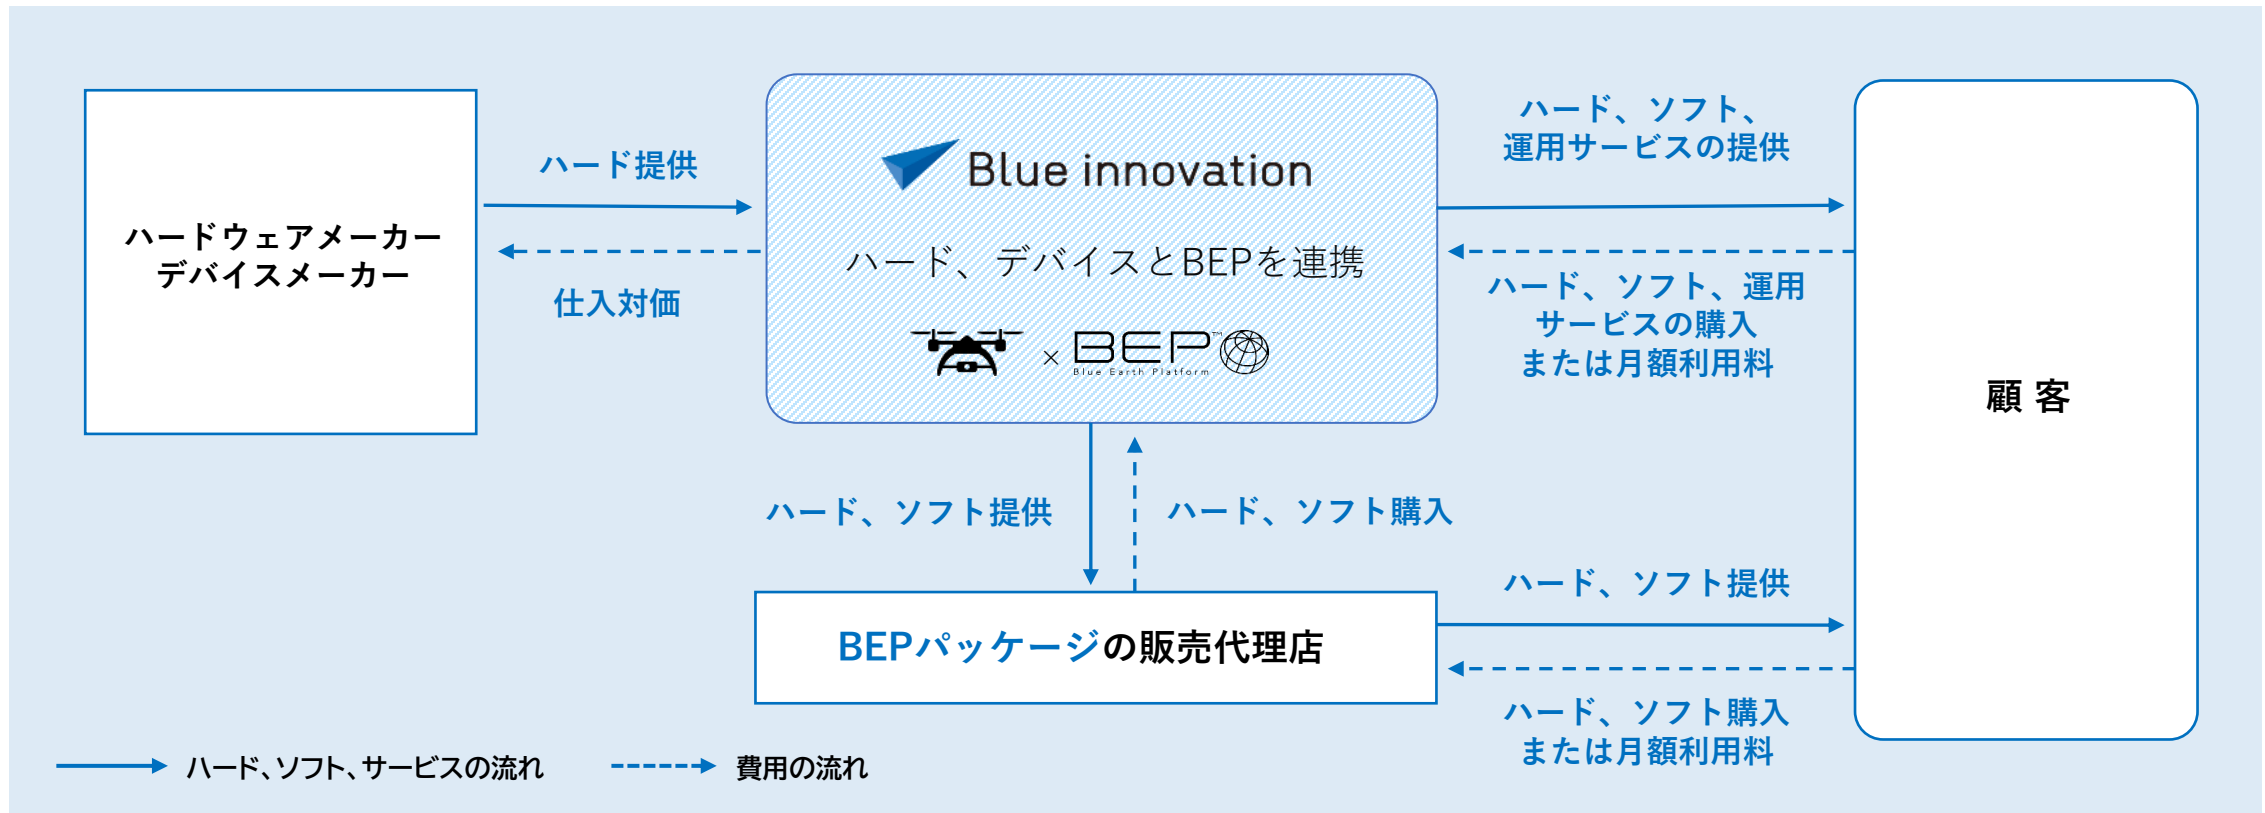 ハードウェアメーカー
デバイスメーカー
ハード提供
仕入対価
Blue innovation
ハード、デバイスとBEPを連携
× BEP™
Blue Earth Platform
ハード、ソフト、
運用サービスの提供
ハード、ソフト、運用
サービスの購入
または月額利用料
顧 客
ハード、ソフト提供
ハード、ソフト購入
BEPパッケージの販売代理店
ハード、ソフト提供
ハード、ソフト購入
または月額利用料
ハード、ソフト、サービスの流れ
費用の流れ